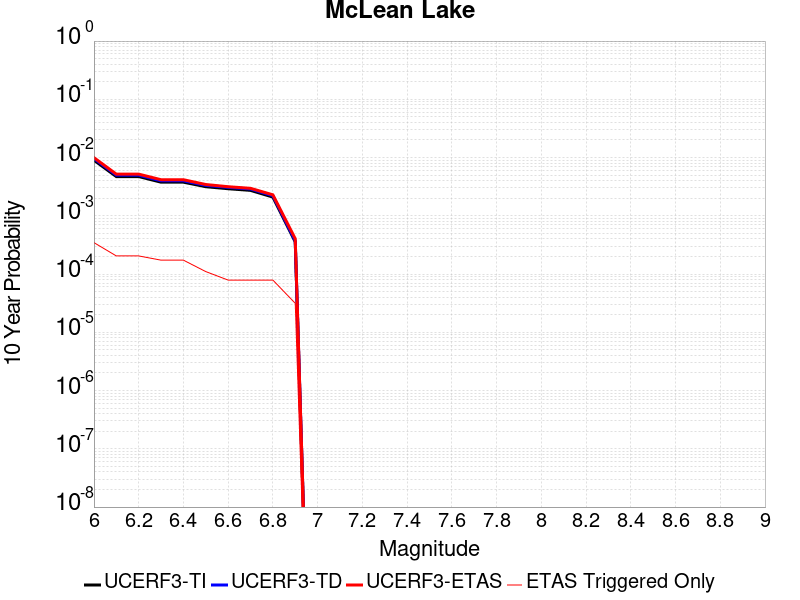 McLean Lake
10 Year Probability
10^0
10^-1
10^-2
10^-3
10^-4
10^-5
10^-6
10^-7
10^-8
6 6.2 6.4 6.6 6.8 7 7.2 7.4 7.6 7.8 8 8.2 8.4 8.6 8.8 9
Magnitude
UCERF3-TI UCERF3-TD UCERF3-ETAS ETAS Triggered Only